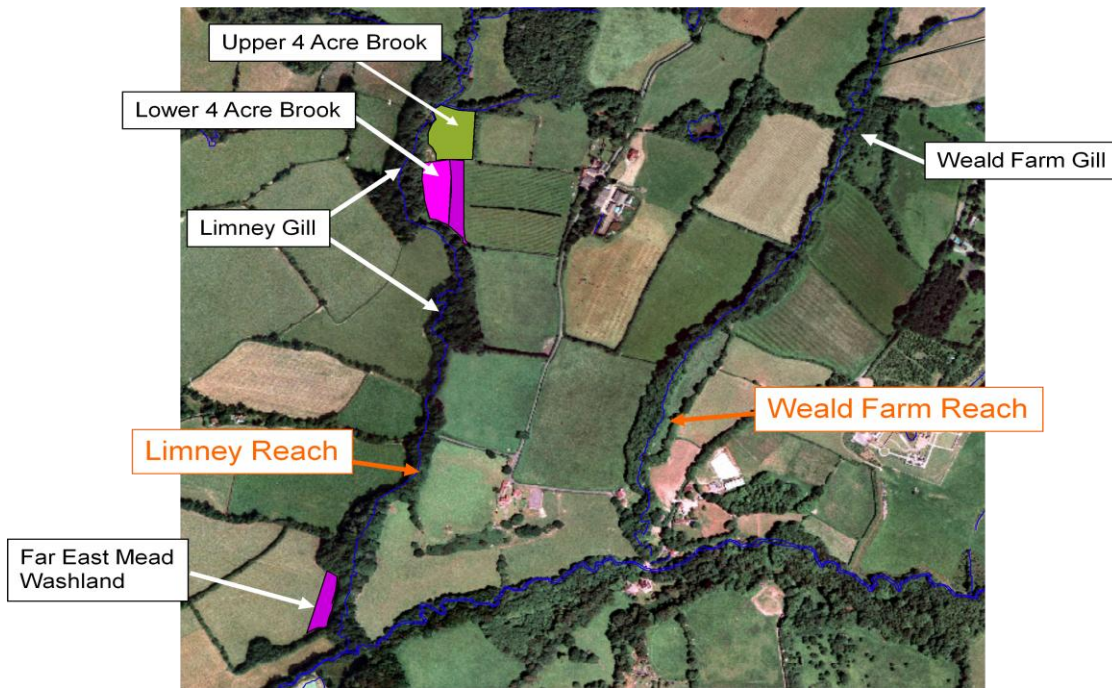 Upper 4 Acre Brook
Lower 4 Acre Brook
Weald Farm Gill
Limney Gill
Weald Farm Reach
Limney Reach
Far East Mead
Washland